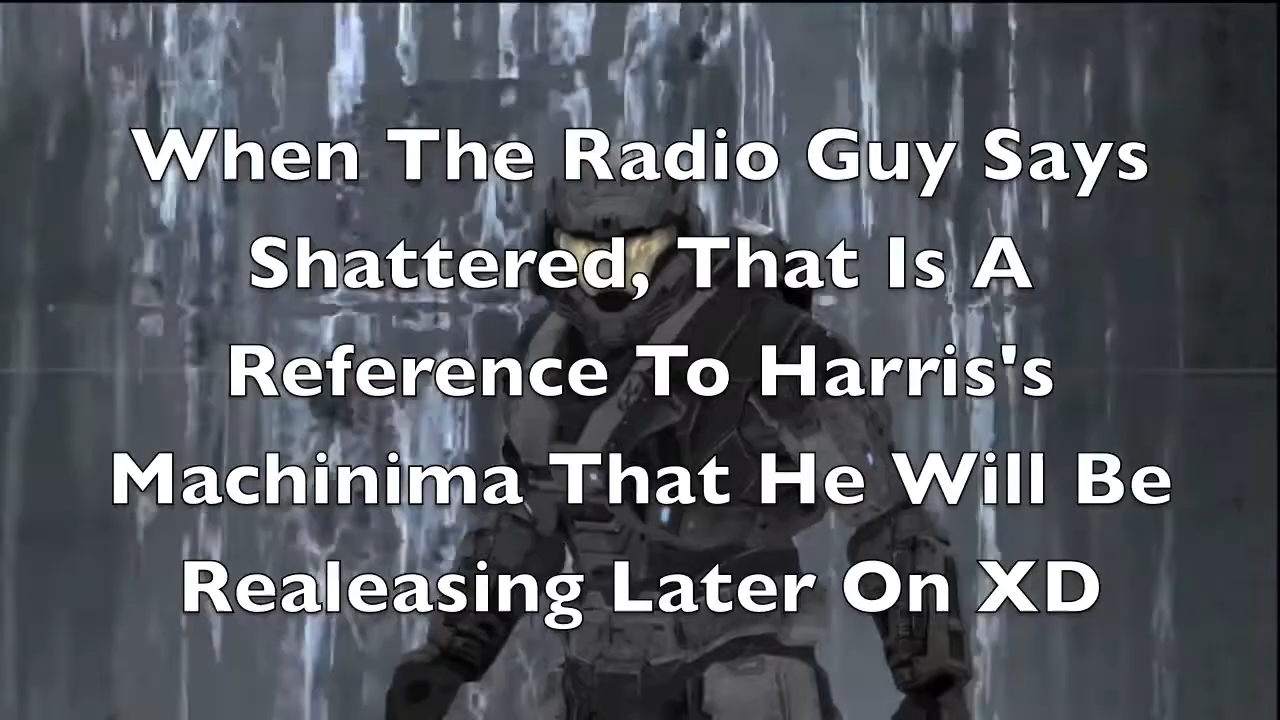 When The Radio Guy Says
Shattered, That Is A
Reference To Harris's
Machinima That He Will Be
Realeasing Later On XD